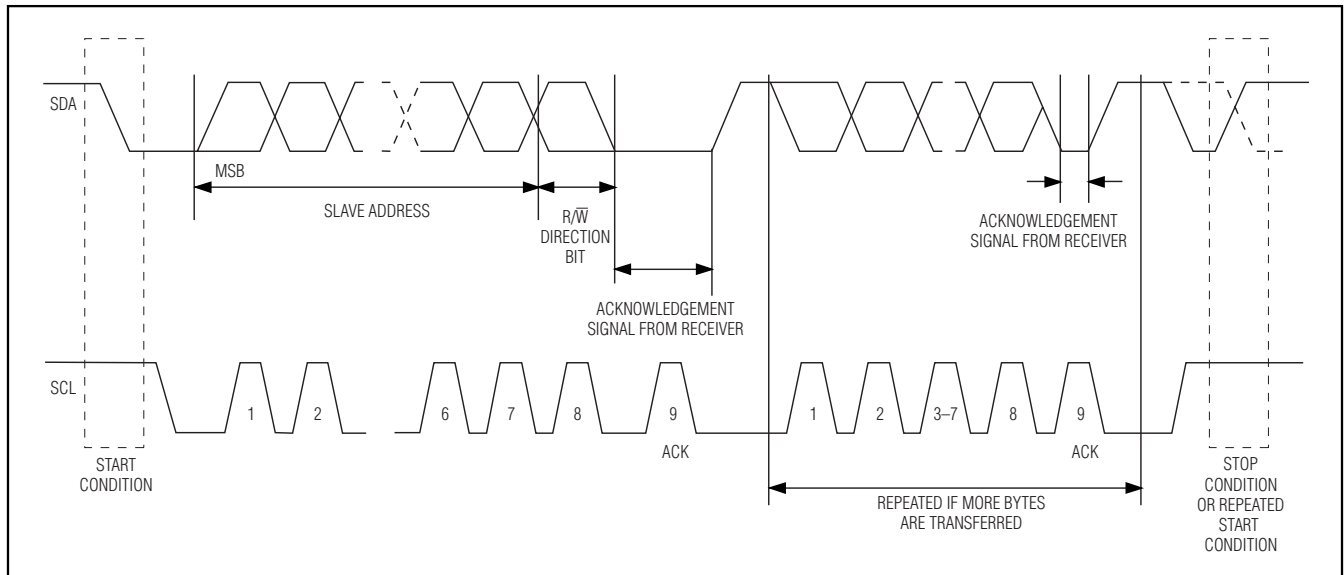 SDA
MSB
SLAVE ADDRESS
R/W̅
DIRECTION
BIT
ACKNOWLEDGEMENT
SIGNAL FROM RECEIVER
ACKNOWLEDGEMENT
SIGNAL FROM RECEIVER
SCL
1 2 6 7 8 9 1 2 3–7 8 9
ACK ACK
START
CONDITION
REPEATED IF MORE BYTES
ARE TRANSFERRED
STOP
CONDITION
OR REPEATED
START
CONDITION